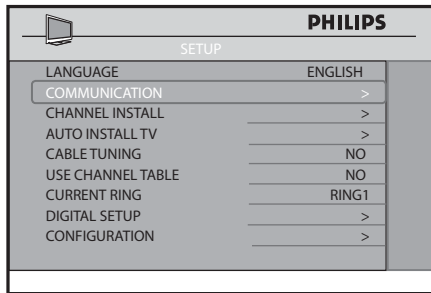 PHILIPS
SETUP
LANGUAGE ENGLISH
COMMUNICATION >
CHANNEL INSTALL >
AUTO INSTALL TV >
CABLE TUNING NO
USE CHANNEL TABLE NO
CURRENT RING RING1
DIGITAL SETUP >
CONFIGURATION >